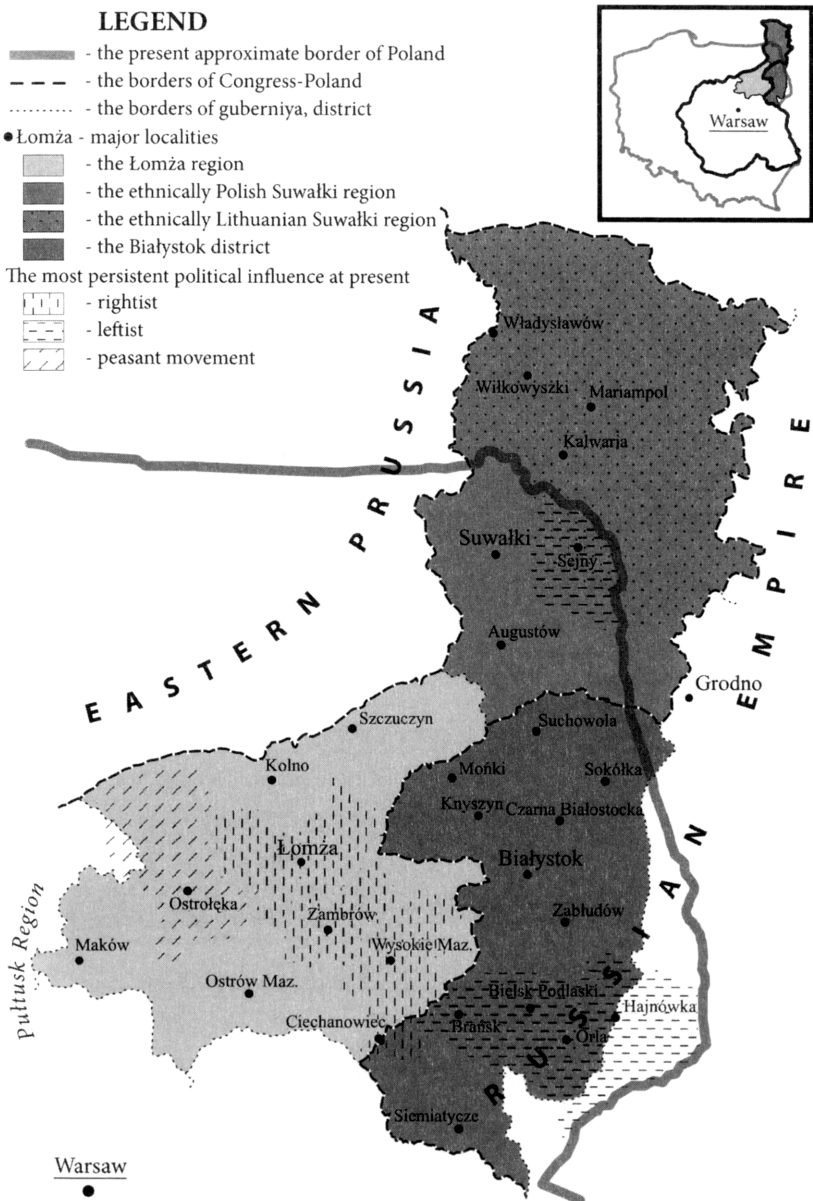 LEGEND
- the present approximate border of Poland
- the borders of Congress-Poland
- the borders of guberniya, district
Łomża - major localities
- the Łomża region
- the ethnically Polish Suwałki region
- the ethnically Lithuanian Suwałki region
- the Białystok district
The most persistent political influence at present
- rightist
- leftist
- peasant movement
Warsaw
EASTERN PRUSSIA
RUSSIAN EMPIRE
Władysławów
Wiłkowyszki
Mariampol
Kalwarja
Suwałki
Sejny
Augustów
Grodno
Szczuczyn
Suchowola
Kolno
Mońki
Sokółka
Knyszyn
Czarna Białostocka
Łomża
Białystok
Ostrołęka
Zambrów
Zabłudów
Pułtusk Region
Maków
Wysokie Maz.
Ostrów Maz.
Bielsk Podlaski
Hajnówka
Ciechanowiec
Brańsk
Orla
Siemiatycze
Warsaw